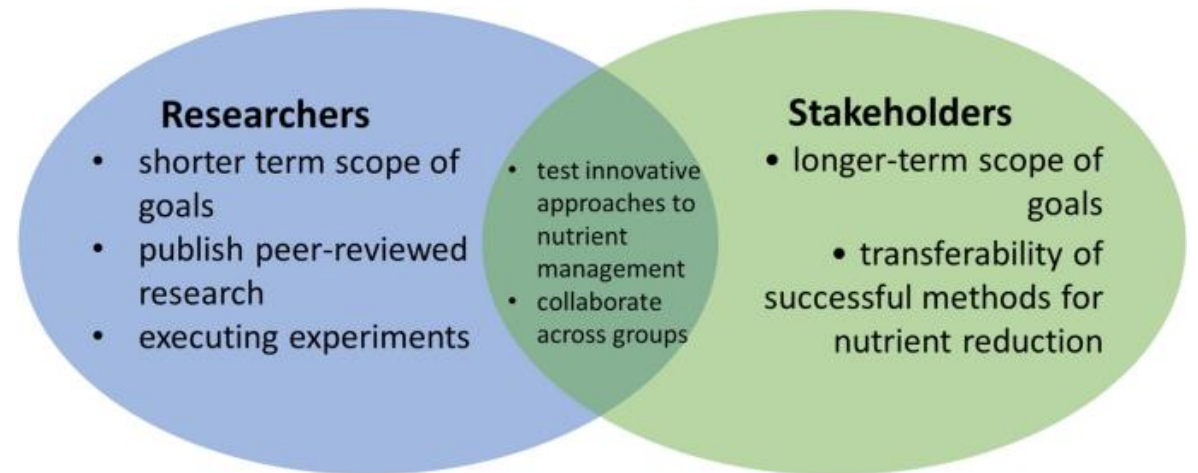 Researchers
• shorter term scope of
goals
• publish peer-reviewed
research
• executing experiments
• test innovative
approaches to
nutrient
management
• collaborate
across groups
Stakeholders
• longer-term scope of
goals
• transferability of
successful methods for
nutrient reduction